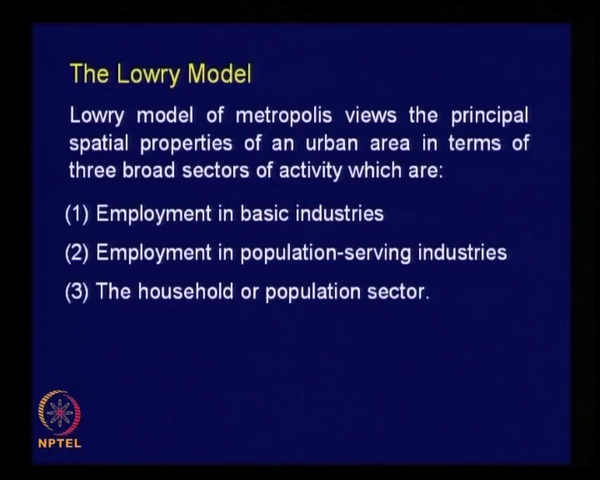 The Lowry Model
Lowry model of metropolis views the principal
spatial properties of an urban area in terms of
three broad sectors of activity which are:
(1) Employment in basic industries
(2) Employment in population-serving industries
(3) The household or population sector.
NPTEL